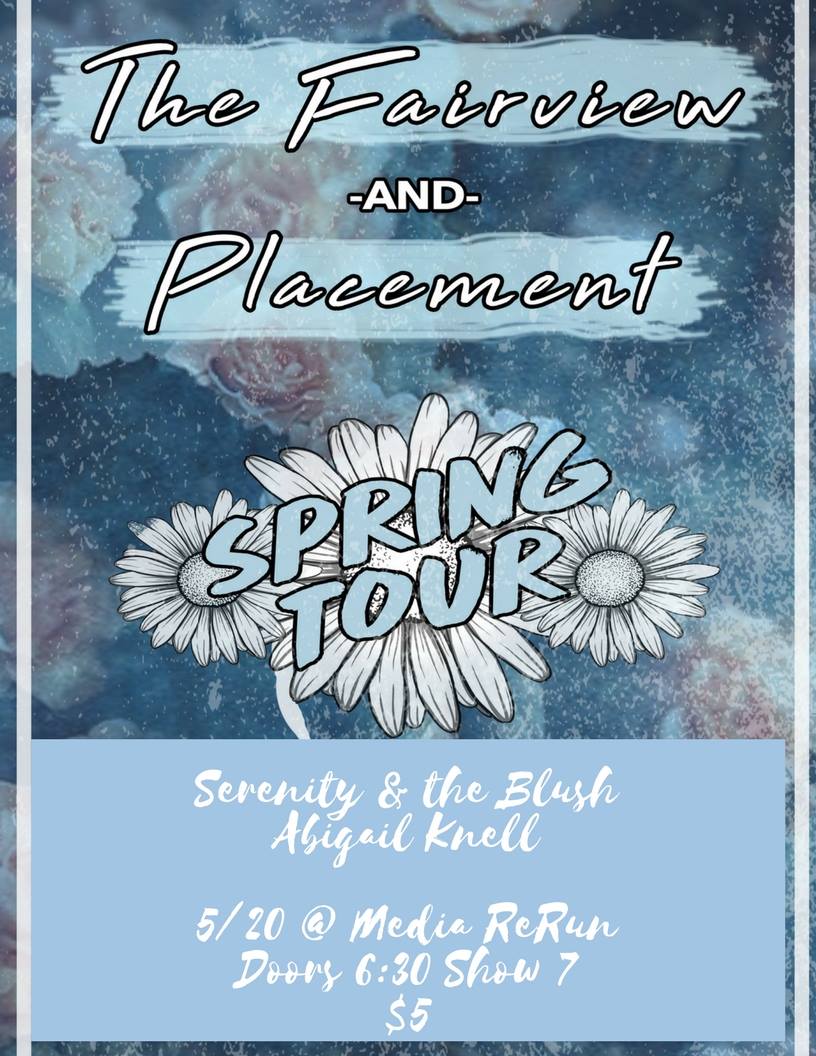 The Fairview
-AND-
Placement
SPRING
TOUR
Serenity & the Blush
Abigail Knell
5/20 @ Media ReRun
Doors 6:30 Show 7
$5